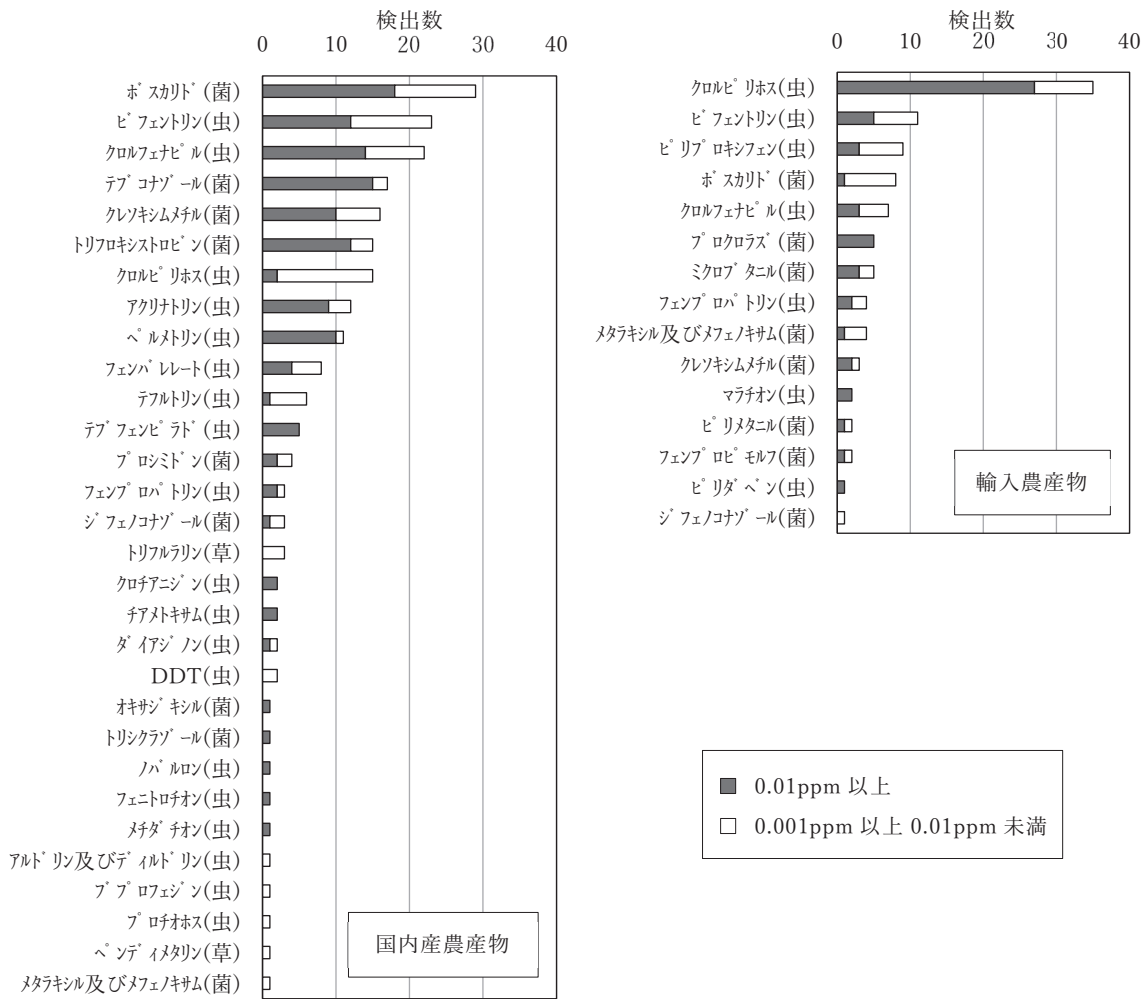 検出数
0 10 20 30 40
ボスカリド(菌)
ビフェントリン(虫)
クロルフェナピル(虫)
テブコナゾール(菌)
クレソキシムメチル(菌)
トリフロキシストロビン(菌)
クロルピリホス(虫)
アクリナトリン(虫)
ペルメトリン(虫)
フェンバレレート(虫)
テフルトリン(虫)
テブフェンピラド(虫)
プロシミドン(菌)
フェンプロパトリン(虫)
ジフェノコナゾール(菌)
トリフルラリン(草)
クロチアニジン(虫)
チアメトキサム(虫)
ダイアジノン(虫)
DDT(虫)
オキサジキシル(菌)
トリシクラゾール(菌)
ノバルロン(虫)
フェニトロチオン(虫)
メチダチオン(虫)
アルドリン及びディルドリン(虫)
ブプロフェジン(虫)
プロチオホス(虫)
ペンディメタリン(草)
メタラキシル及びメフェノキサム(菌)
国内産農産物
検出数
0 10 20 30 40
クロルピリホス(虫)
ビフェントリン(虫)
ピリプロキシフェン(虫)
ボスカリド(菌)
クロルフェナピル(虫)
プロクロラズ(菌)
ミクロブタニル(菌)
フェンプロパトリン(虫)
メタラキシル及びメフェノキサム(菌)
クレソキシムメチル(菌)
マラチオン(虫)
ピリメタニル(菌)
フェンプロピモルフ(菌)
ピリダベン(虫)
ジフェノコナゾール(菌)
輸入農産物
0.01ppm 以上
0.001ppm 以上 0.01ppm 未満